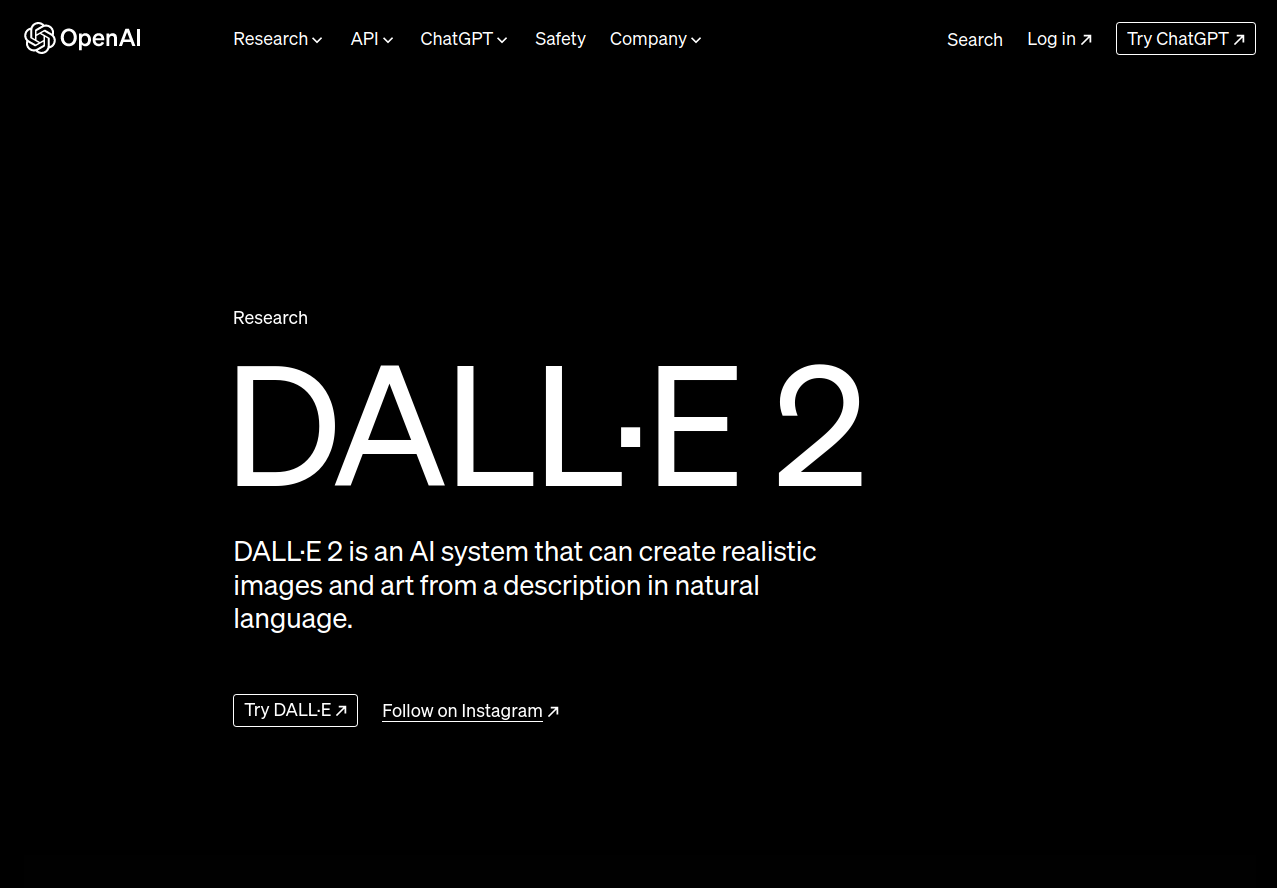 OpenAI Research API ChatGPT Safety Company Search Log in Try ChatGPT
Research
DALL·E 2
DALL·E 2 is an AI system that can create realistic
images and art from a description in natural
language.
Try DALL·E Follow on Instagram